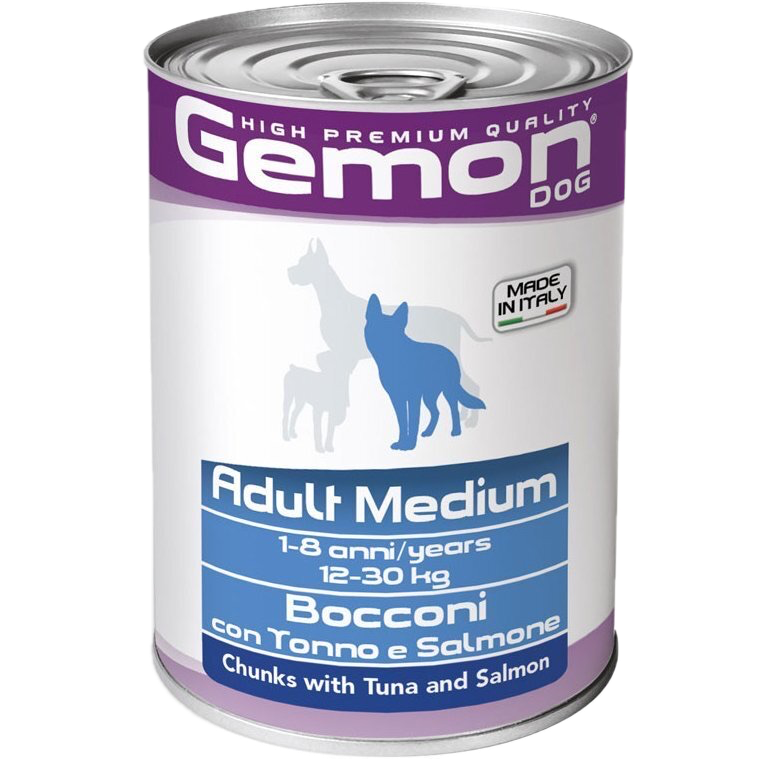 HIGH PREMIUM QUALITY
Gemon®
DOG
MADE
IN ITALY
Adult Medium
1-8 anni/years
12-30 kg
Bocconi
con Tonno e Salmone
Chunks with Tuna and Salmon